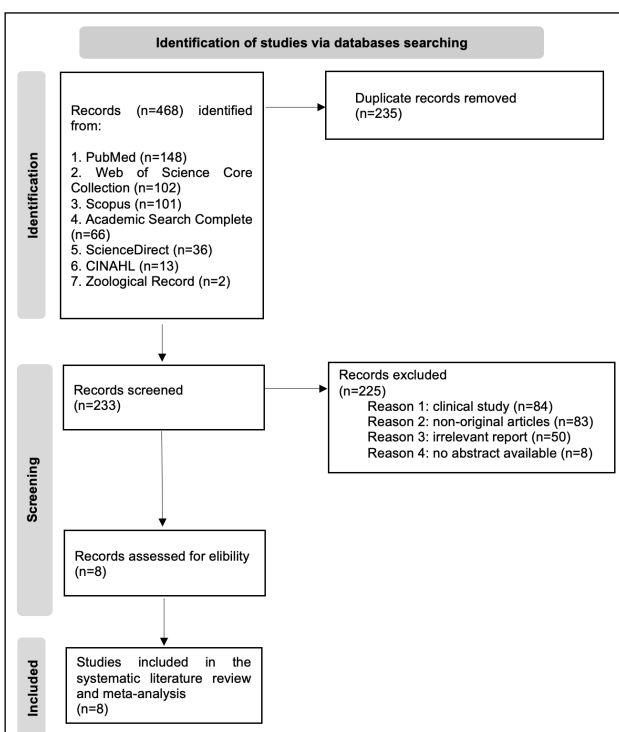 Identification of studies via databases searching
Identification
Records (n=468) identified
from:
1. PubMed (n=148)
2. Web of Science Core
Collection (n=102)
3. Scopus (n=101)
4. Academic Search Complete
(n=66)
5. ScienceDirect (n=36)
6. CINAHL (n=13)
7. Zoological Record (n=2)
Duplicate records removed
(n=235)
Screening
Records screened
(n=233)
Records excluded
(n=225)
Reason 1: clinical study (n=84)
Reason 2: non-original articles (n=83)
Reason 3: irrelevant report (n=50)
Reason 4: no abstract available (n=8)
Records assessed for elibility
(n=8)
Included
Studies included in the
systematic literature review
and meta-analysis
(n=8)